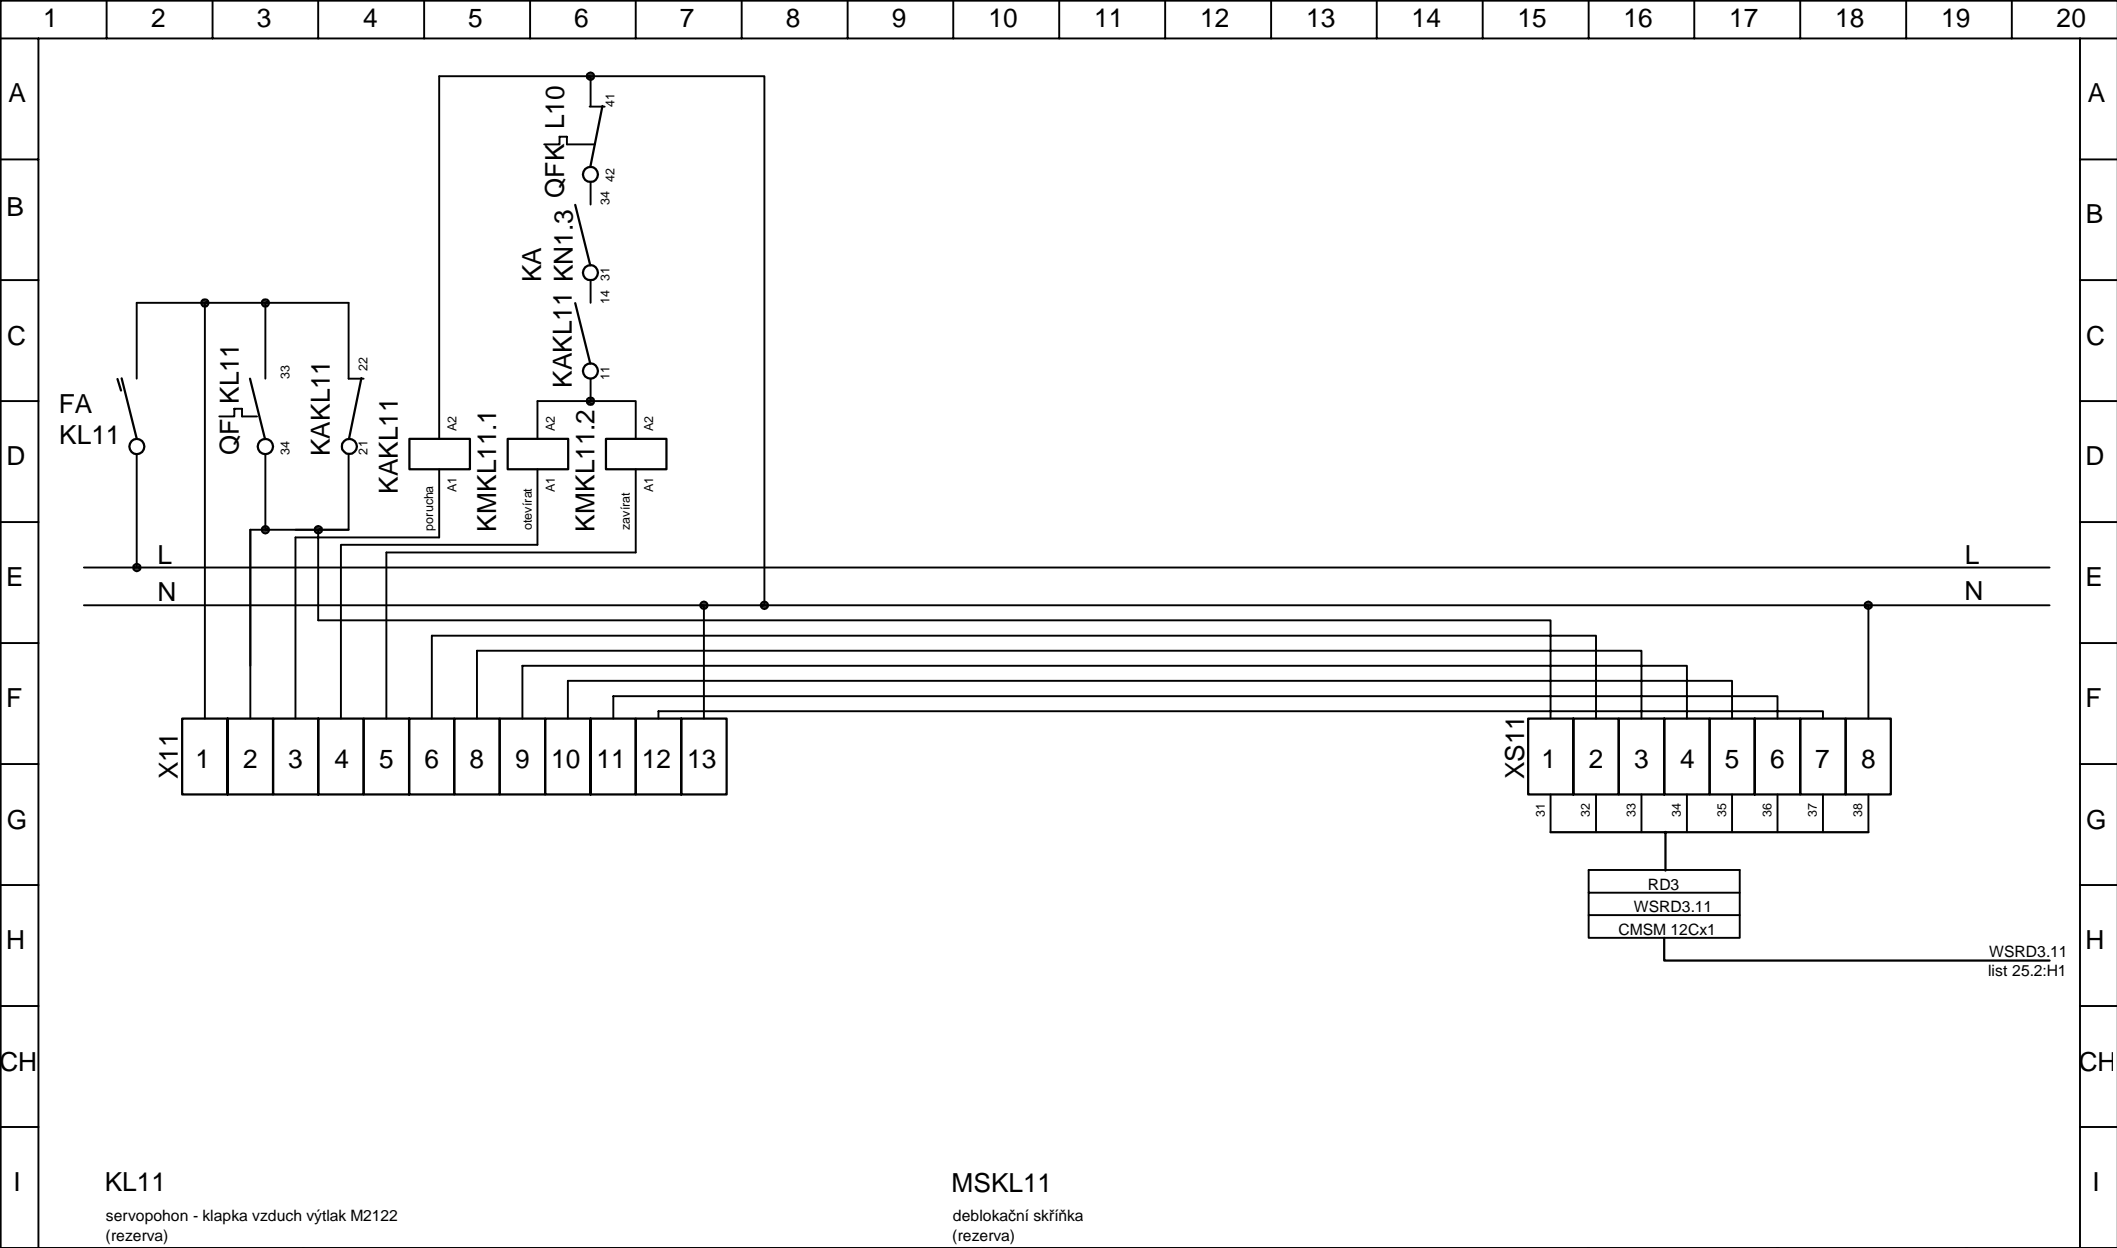 1 2 3 4 5 6 7 8 9 10 11 12 13 14 15 16 17 18 19 20
A A
B B
C C
D D
E E
F F
G G
H H
CH CH
I I
41
QFKL10
42
34
KA
KN1.3
31
14
KAKL11
11
FA
KL11
QFKL11
33
34
KAKL11
22
21
KAKL11
A2
A1
porucha
KMKL11.1
A2
A1
otevírat
KMKL11.2
A2
A1
zavírat
L L
N N
X11
1 2 3 4 5 6 8 9 10 11 12 13
XS11
1 2 3 4 5 6 7 8
31 32 33 34 35 36 37 38
RD3
WSRD3.11
CMSM 12Cx1
WSRD3.11
list 25.2:H1
KL11
servopohon - klapka vzduch výtlak M2122
(rezerva)
MSKL11
deblokační skříňka
(rezerva)